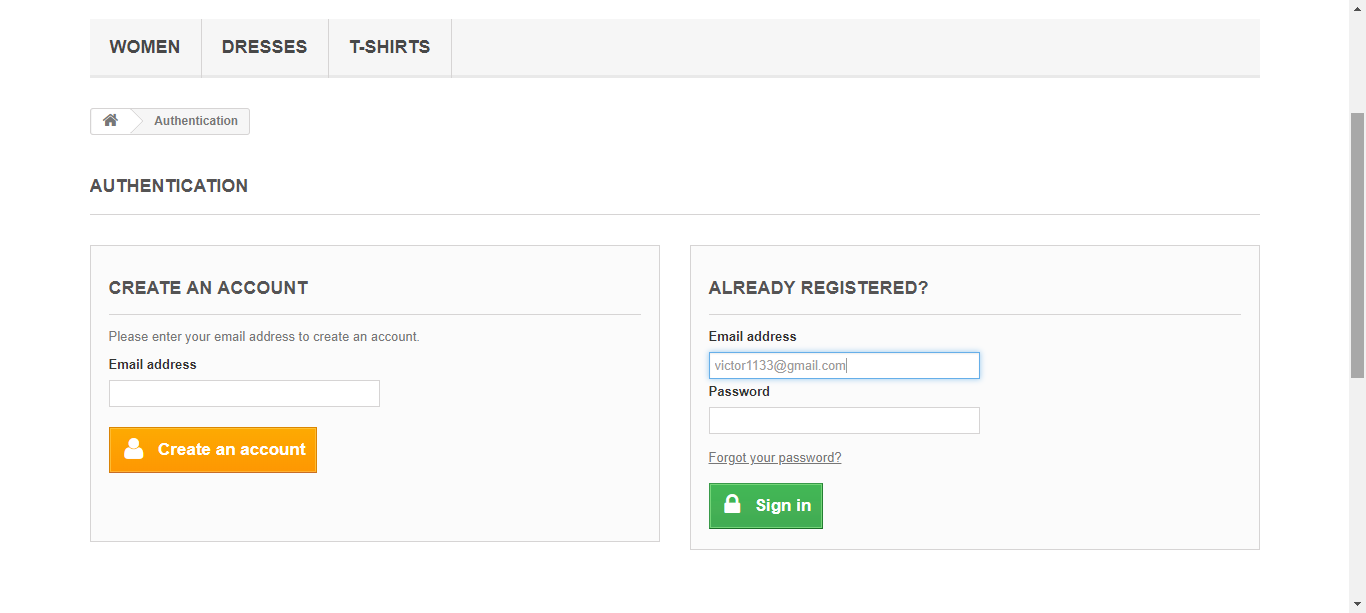 WOMEN DRESSES T-SHIRTS
Authentication
AUTHENTICATION
CREATE AN ACCOUNT
Please enter your email address to create an account.
Email address
Create an account
ALREADY REGISTERED?
Email address
victor1133@gmail.com
Password
Forgot your password?
Sign in